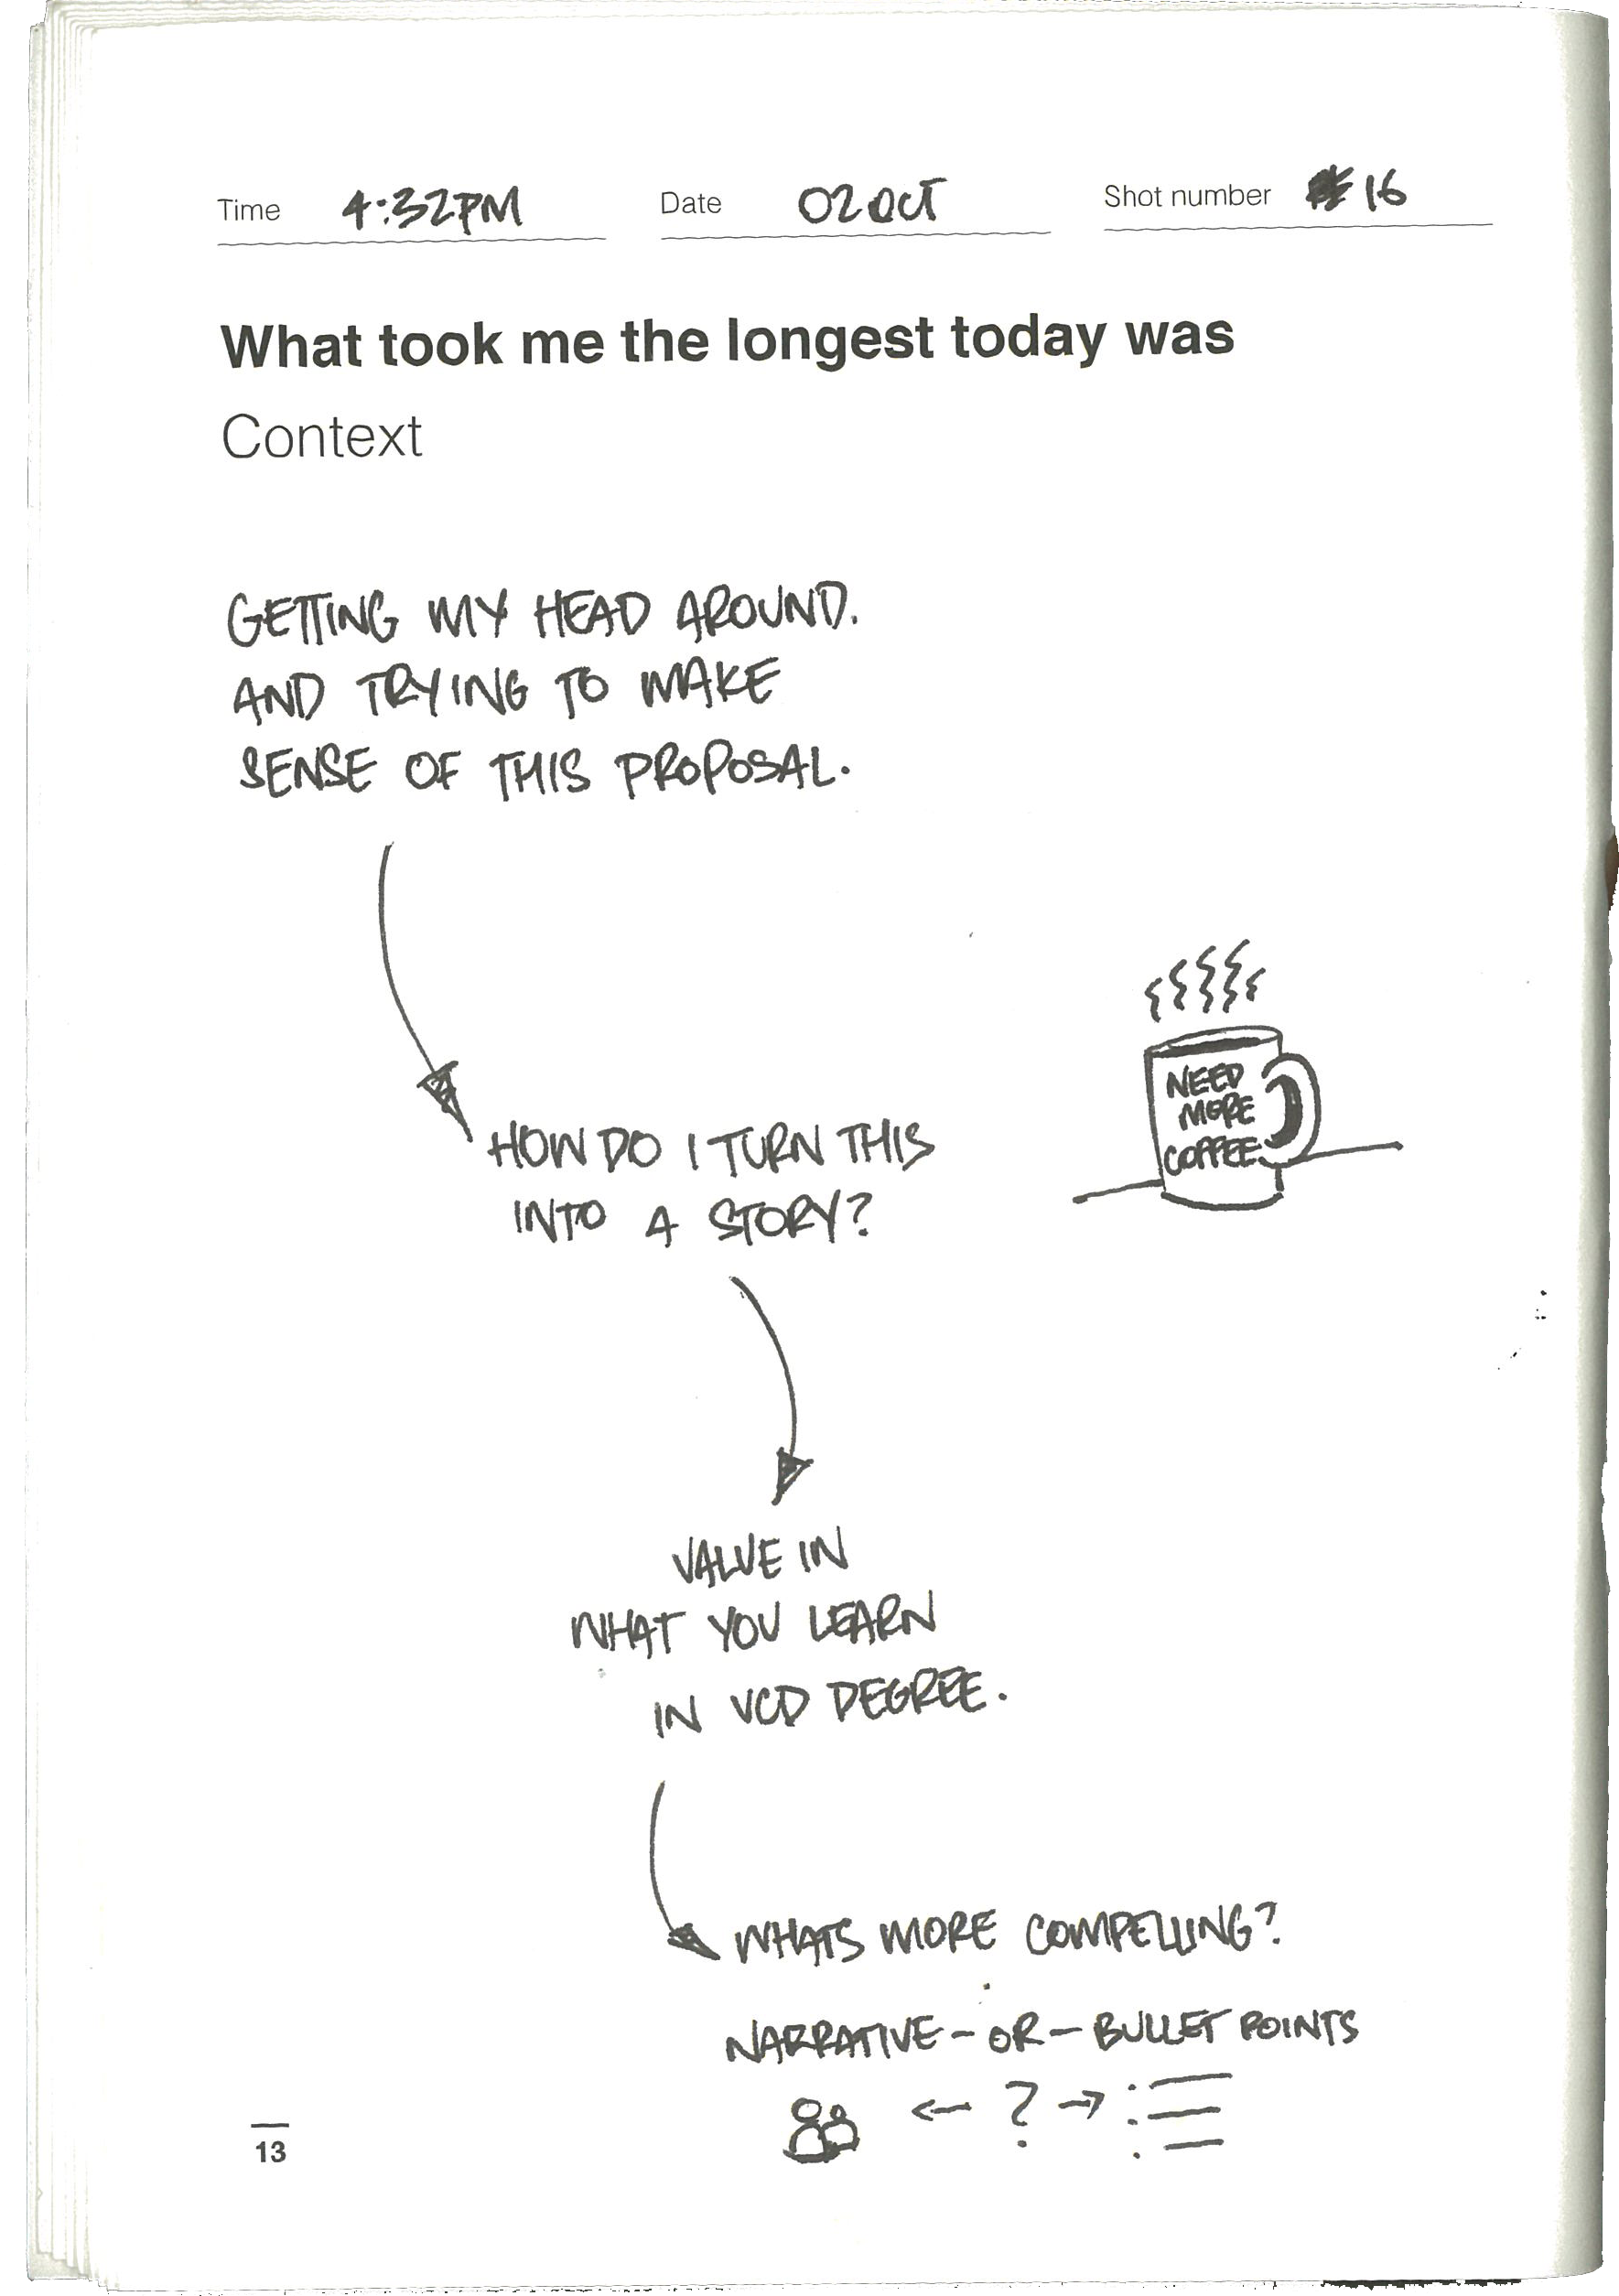 Time 4:32PM Date 02 OCT Shot number 16
What took me the longest today was
Context
GETTING MY HEAD AROUND.
AND TRYING TO MAKE
SENSE OF THIS PROPOSAL.
NEED
MORE
COFFEE
HOW DO I TURN THIS
INTO A STORY?
VALUE IN
WHAT YOU LEARN
IN VCD DEGREE.
WHATS MORE COMPELLING?
NARRATIVE - OR - BULLET POINTS
← ? →
13